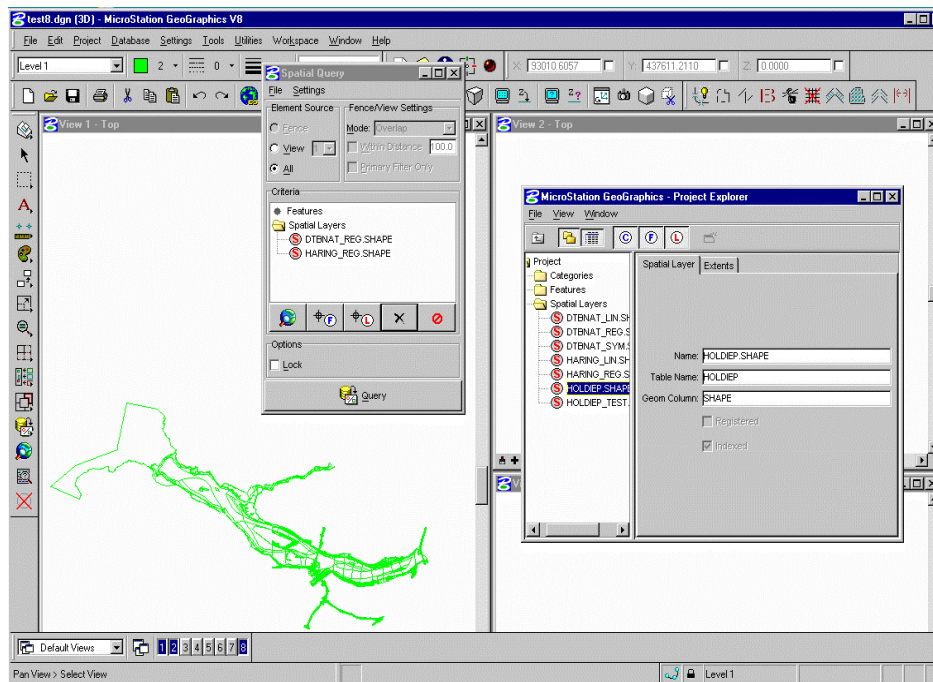 test8.dgn (3D) - MicroStation GeoGraphics V8
File Edit Project Database Settings Tools Utilities Workspace Window Help
Level 1
2
0
X: 93010.6057
Y: 437611.2110
Z: 0.0000
View 1 - Top
View 2 - Top
Spatial Query
File Settings
Element Source
Fence
View 1
All
Fence/View Settings
Mode: Overlap
Within Distance 100.0
Primary Filter Only
Criteria
Features
Spatial Layers
DTBNAT_REG.SHAPE
HARING_REG.SHAPE
Options
Lock
Query
MicroStation GeoGraphics - Project Explorer
File View Window
Project
Categories
Features
Spatial Layers
DTBNAT_LIN.SH
DTBNAT_REG.S
DTBNAT_SYM.S
HARING_LIN.SH
HARING_REG.S
HOLDIEP.SHAPE
HOLDIEP_TEST.
Spatial Layer Extents
Name: HOLDIEP.SHAPE
Table Name: HOLDIEP
Geom Column: SHAPE
Registered
Indexed
Default Views
1 2 3 4 5 6 7 8
Pan View > Select View
Level 1